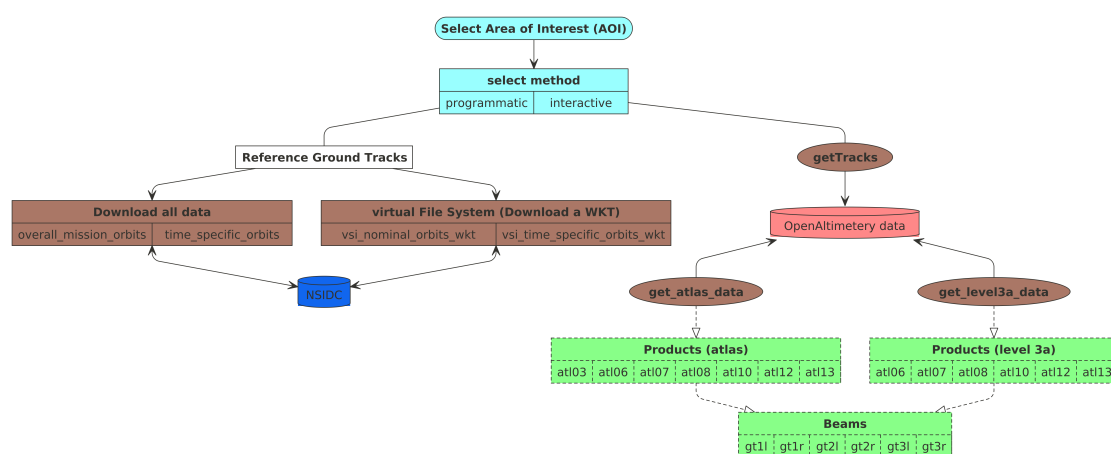 Select Area of Interest (AOI)
select method
programmatic interactive
Reference Ground Tracks
getTracks
Download all data
overall_mission_orbits time_specific_orbits
virtual File System (Download a WKT)
vsi_nominal_orbits_wkt vsi_time_specific_orbits_wkt
OpenAltimetery data
NSIDC
get_atlas_data
get_level3a_data
Products (atlas)
atl03 atl06 atl07 atl08 atl10 atl12 atl13
Products (level 3a)
atl06 atl07 atl08 atl10 atl12 atl13
Beams
gt1l gt1r gt2l gt2r gt3l gt3r